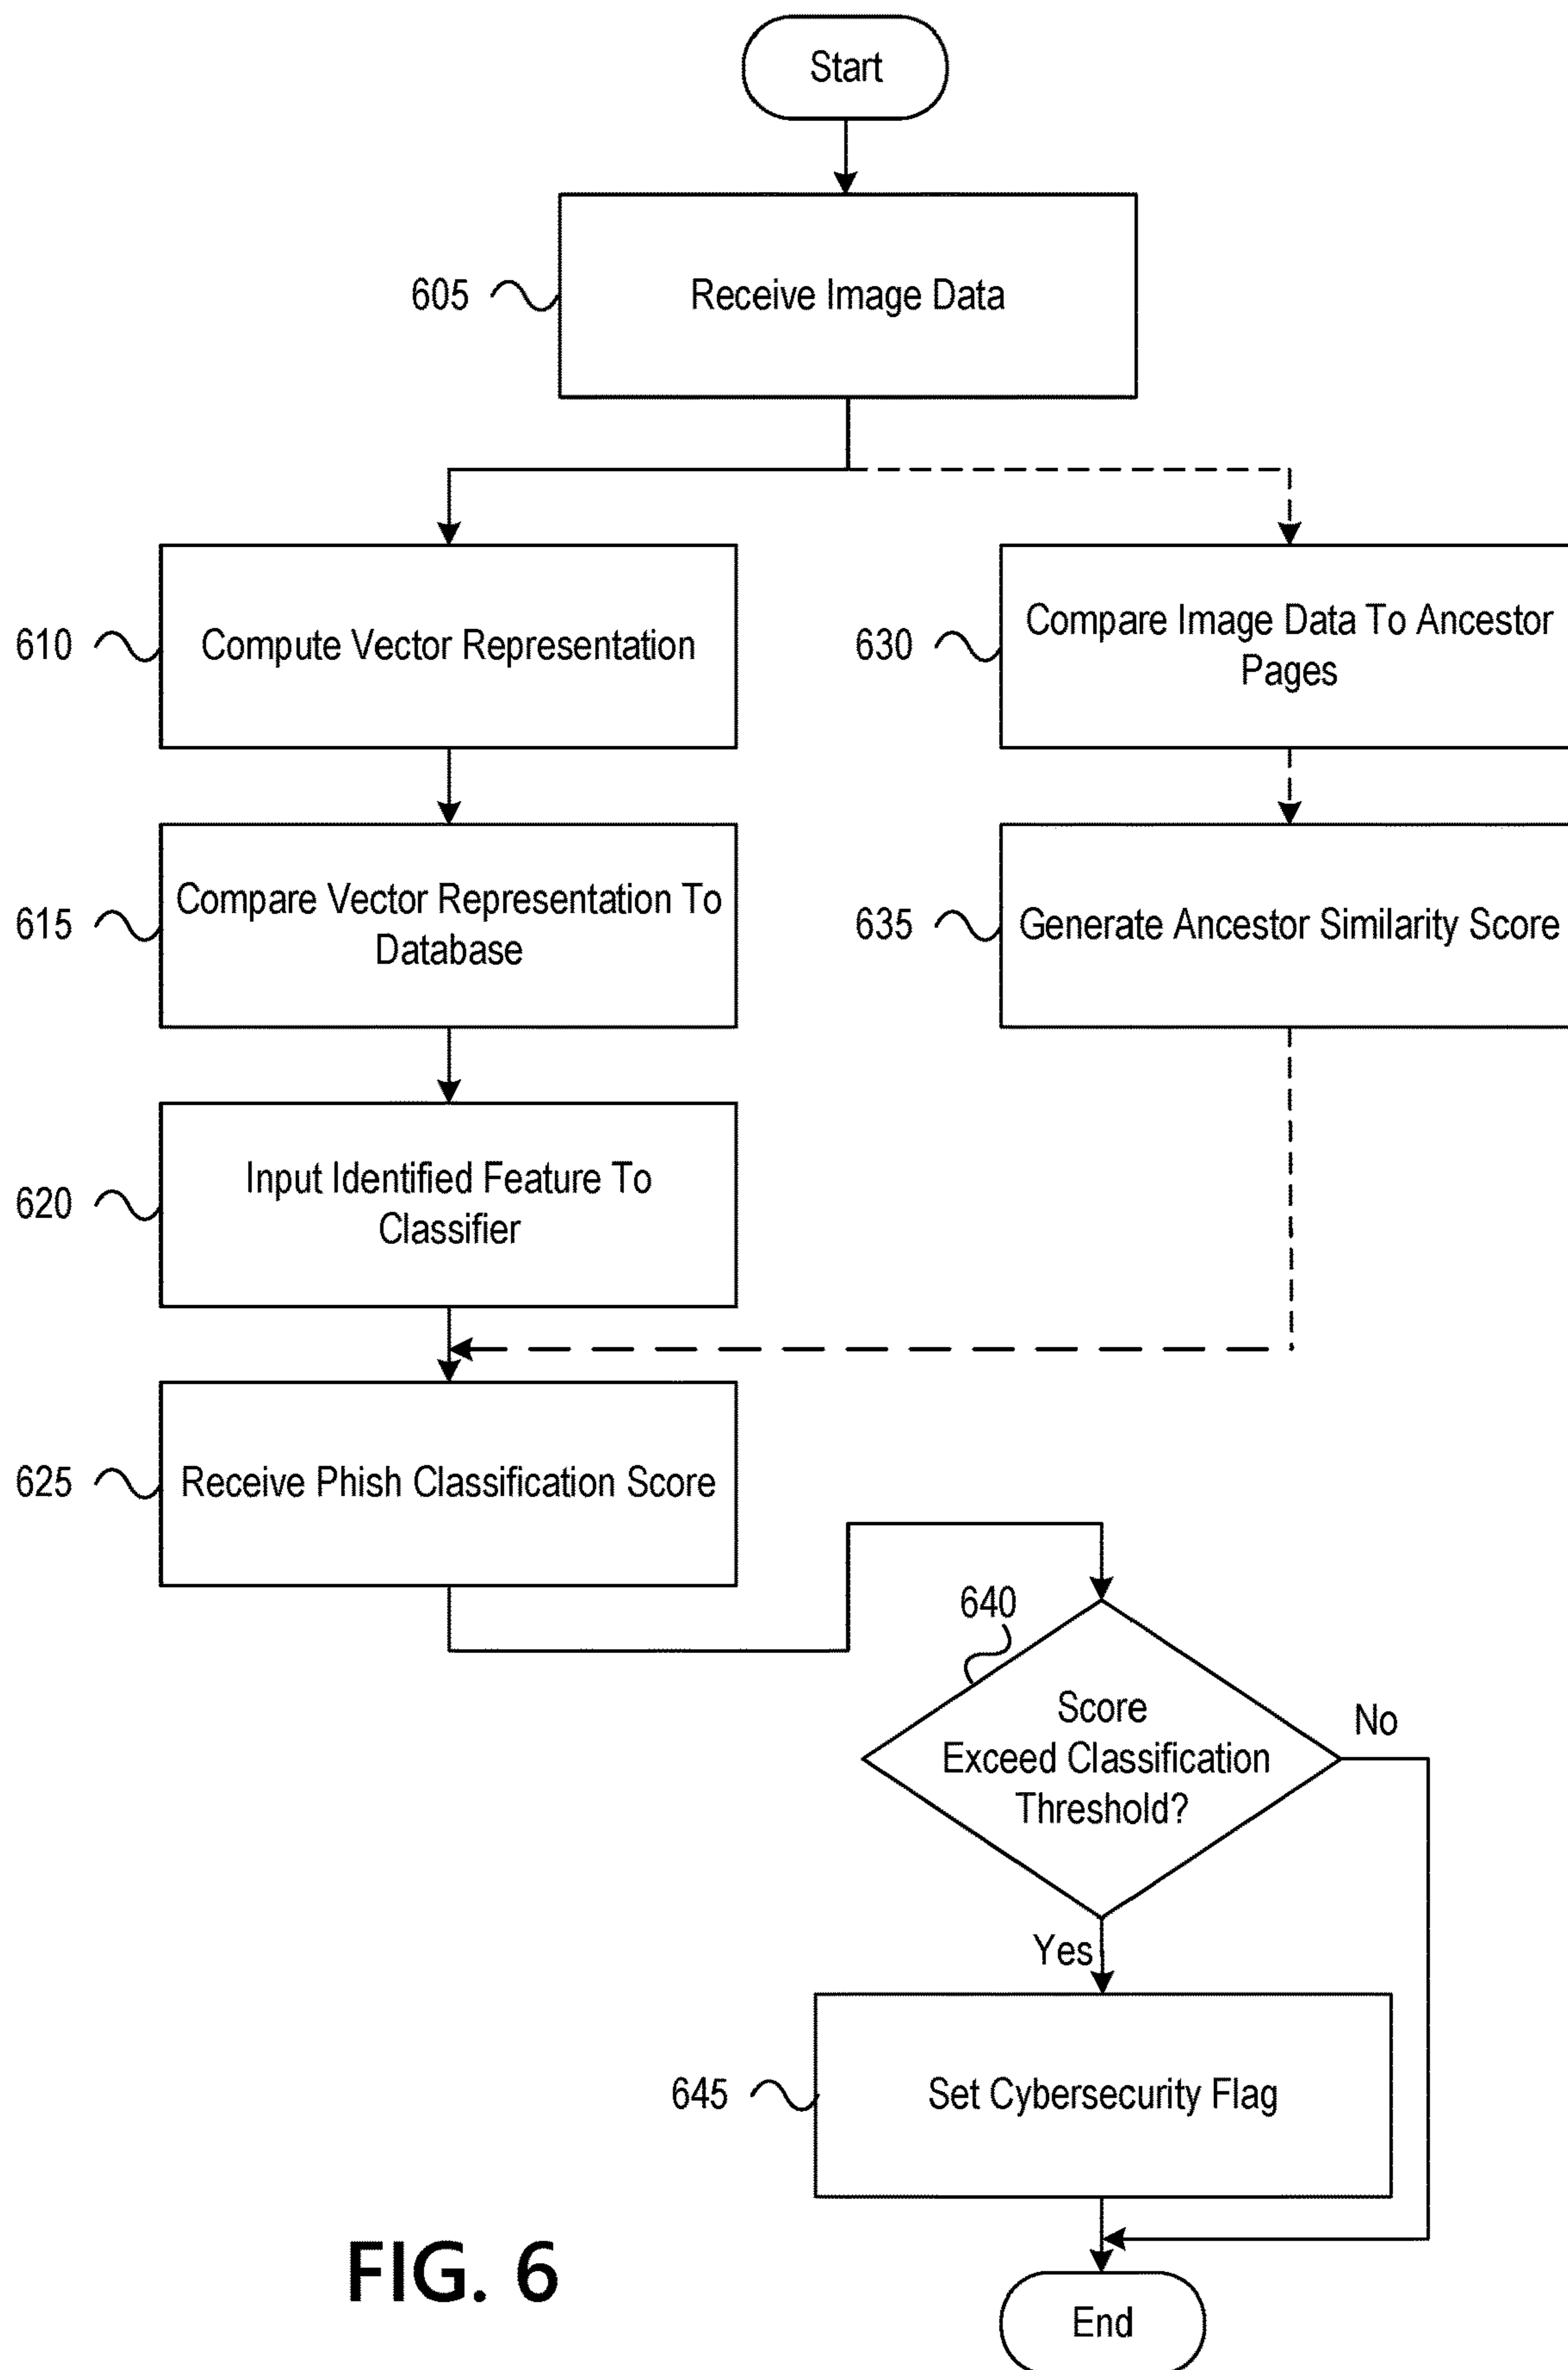 Start
605
Receive Image Data
610
Compute Vector Representation
630
Compare Image Data To Ancestor
Pages
615
Compare Vector Representation To
Database
635
Generate Ancestor Similarity Score
620
Input Identified Feature To
Classifier
625
Receive Phish Classification Score
640
Score
Exceed Classification
Threshold?
No
Yes
645
Set Cybersecurity Flag
FIG. 6
End